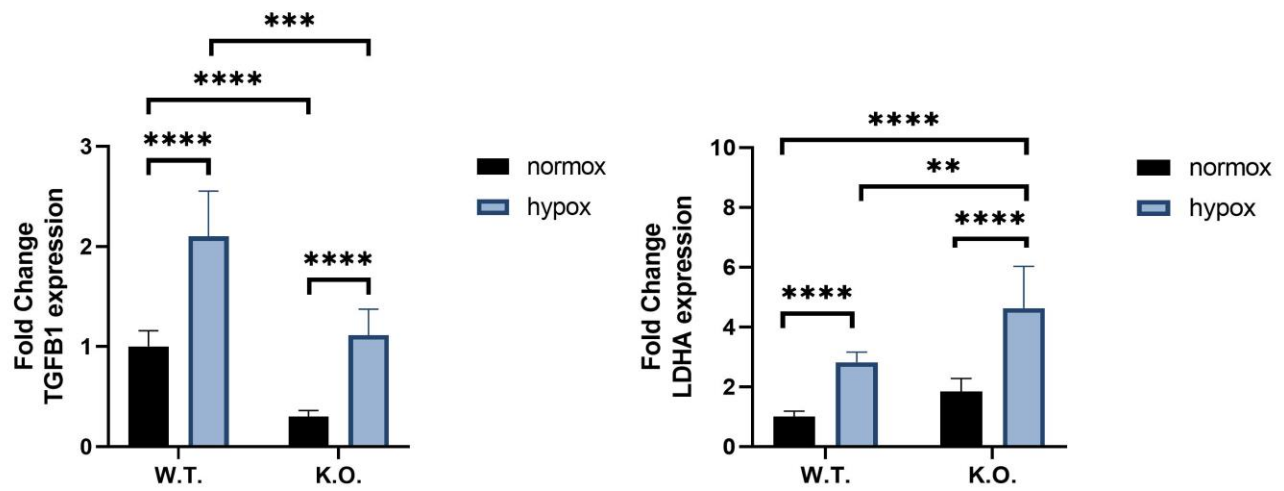 ***
****
****
****
3
2
1
0
Fold Change
TGFB1 expression
W.T.
K.O.
normox
hypox
****
**
****
****
10
8
6
4
2
0
Fold Change
LDHA expression
W.T.
K.O.
normox
hypox